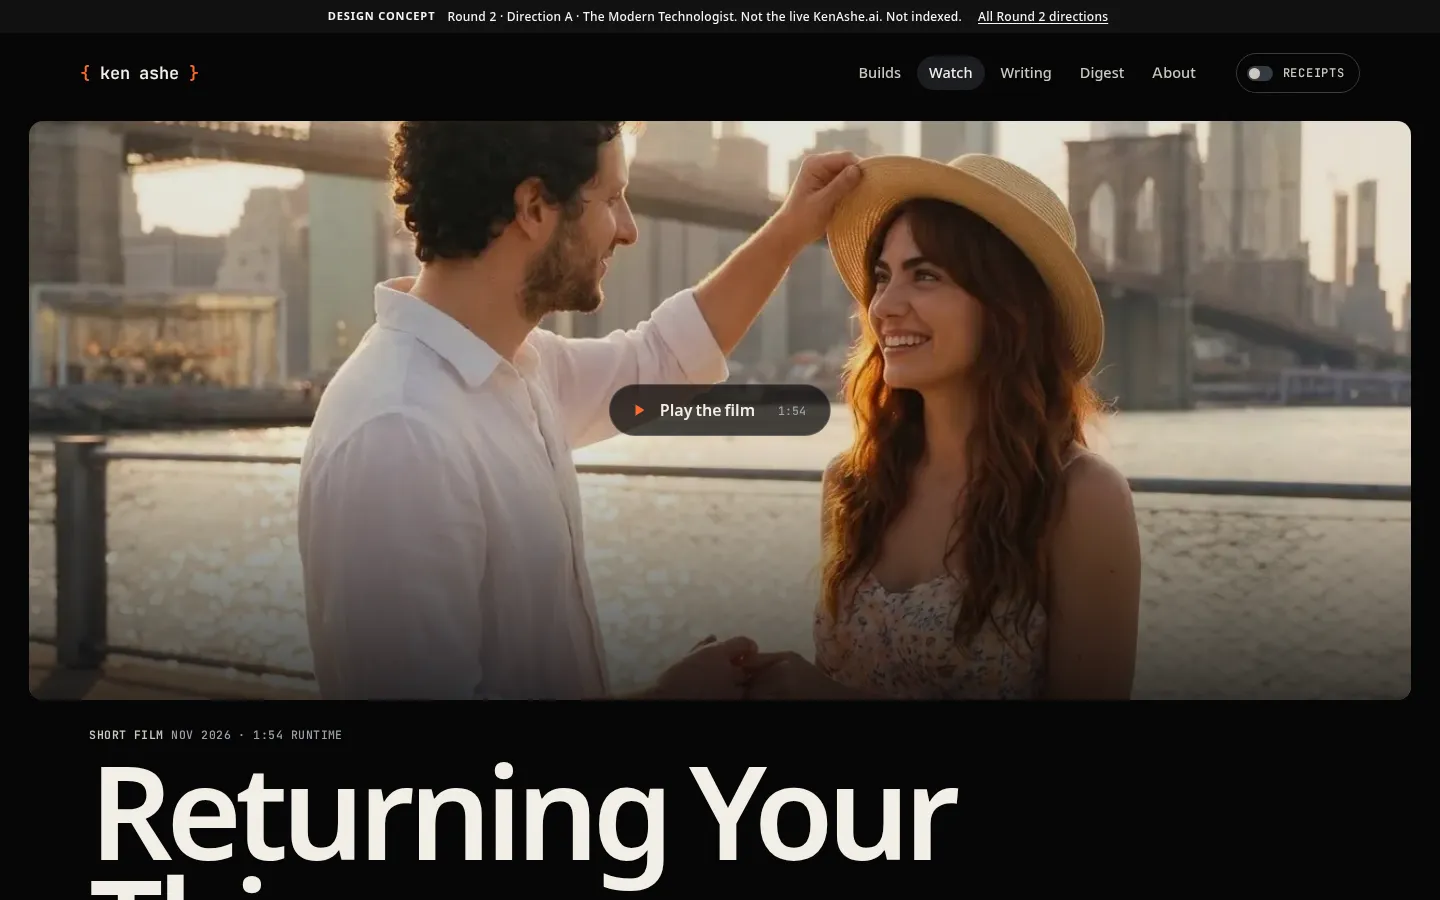 DESIGN CONCEPT Round 2 · Direction A · The Modern Technologist. Not the live KenAshe.ai. Not indexed. All Round 2 directions
{ ken ashe }
Builds Watch Writing Digest About RECEIPTS
Play the film 1:54
SHORT FILM NOV 2026 · 1:54 RUNTIME
Returning Your